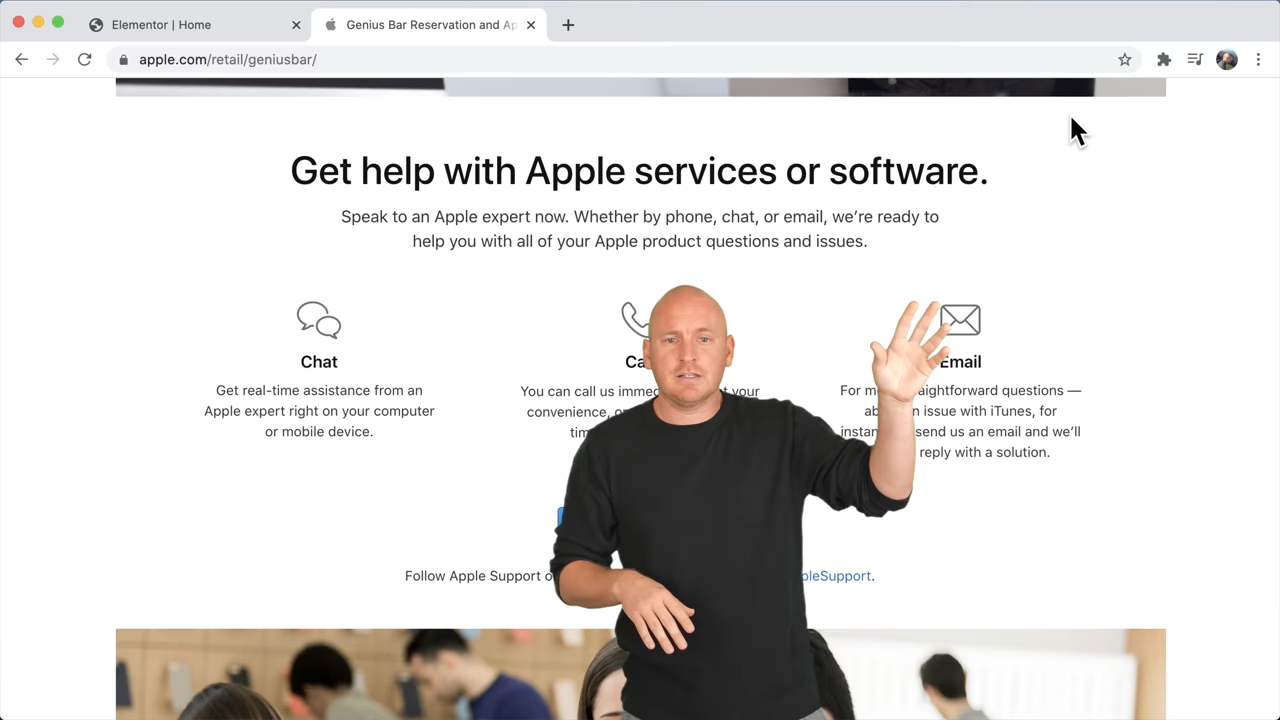 Elementor | Home
Genius Bar Reservation and Ap
apple.com/retail/geniusbar/
Get help with Apple services or software.
Speak to an Apple expert now. Whether by phone, chat, or email, we're ready to
help you with all of your Apple product questions and issues.
Chat
Get real-time assistance from an
Apple expert right on your computer
or mobile device.
You can call us your
convenience,
Email
For straightforward questions —
issue with iTunes, for
send us an email and we'll
reply with a solution.
Follow Apple Support
pleSupport.